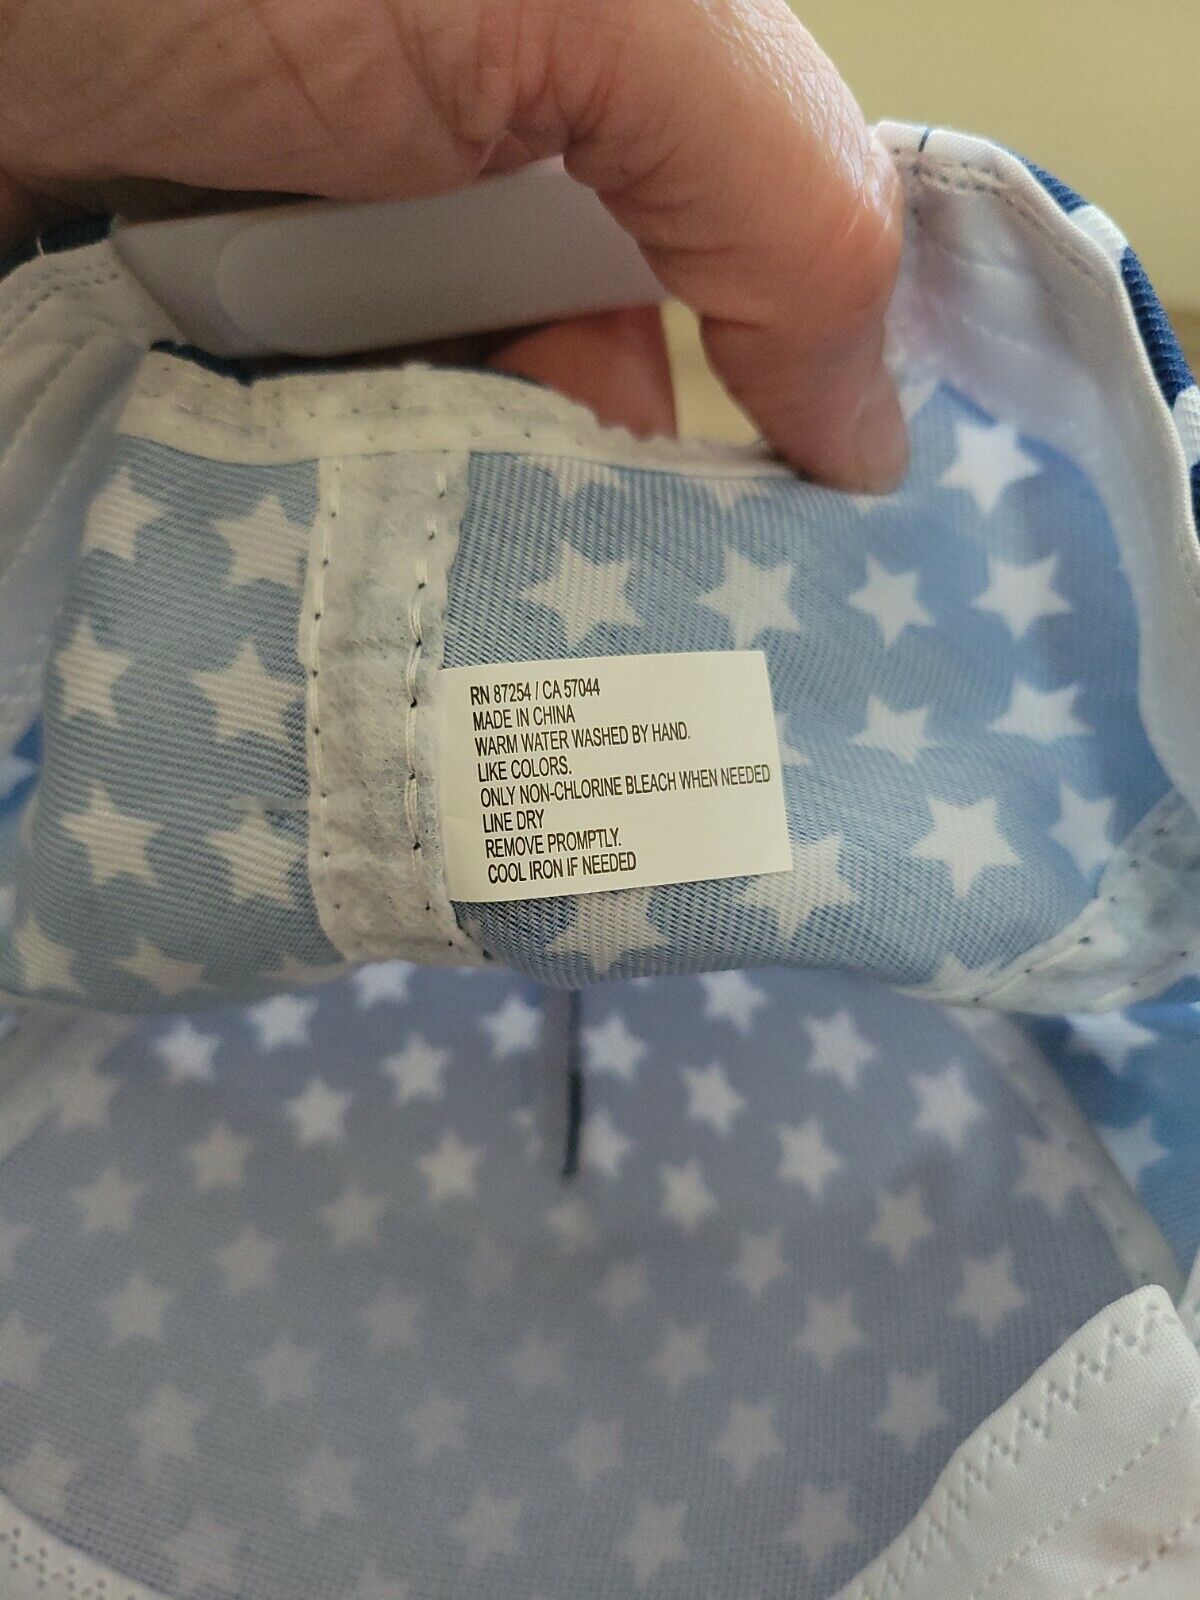 RN 87254 / CA 57044
MADE IN CHINA
WARM WATER WASHED BY HAND.
LIKE COLORS.
ONLY NON-CHLORINE BLEACH WHEN NEEDED
LINE DRY
REMOVE PROMPTLY.
COOL IRON IF NEEDED